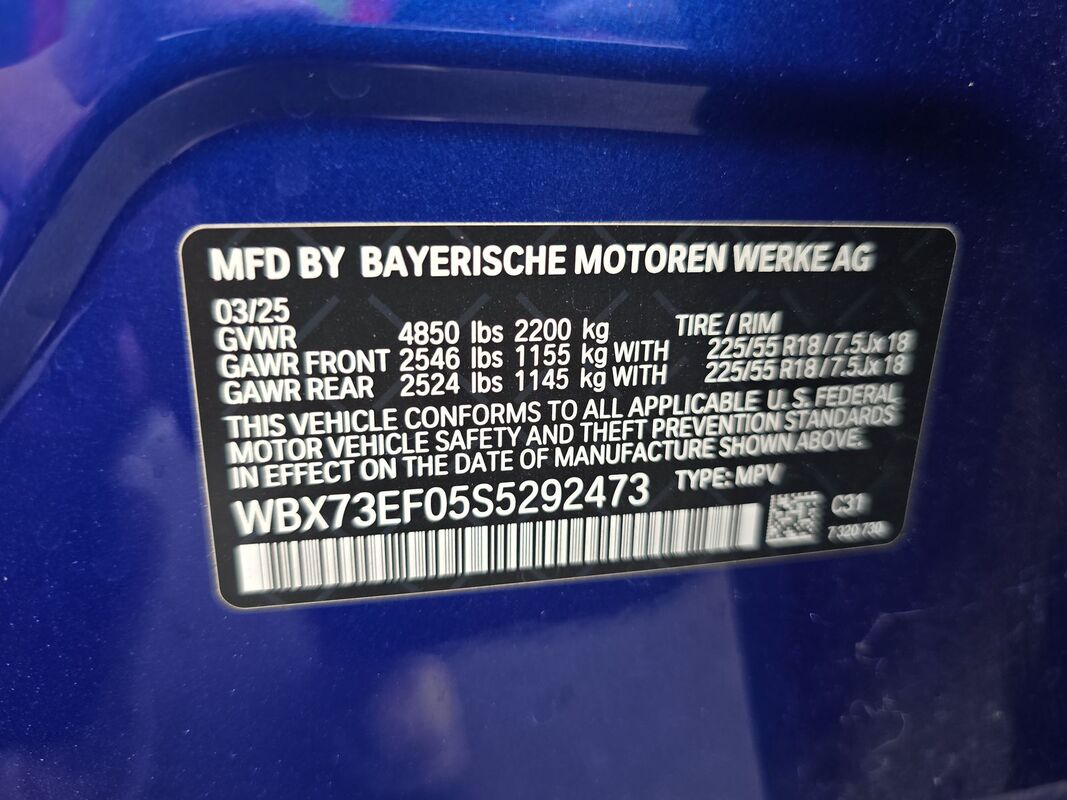 MFD BY BAYERISCHE MOTOREN WERKE AG
03/25
GVWR 4850 lbs 2200 kg TIRE / RIM
GAWR FRONT 2546 lbs 1155 kg WITH 225/55 R18 / 7.5Jx18
GAWR REAR 2524 lbs 1145 kg WITH 225/55 R18 / 7.5Jx18
THIS VEHICLE CONFORMS TO ALL APPLICABLE U. S. FEDERAL
MOTOR VEHICLE SAFETY AND THEFT PREVENTION STANDARDS
IN EFFECT ON THE DATE OF MANUFACTURE SHOWN ABOVE.
WBX73EF05S5292473 TYPE: MPV
C31
7 320 730